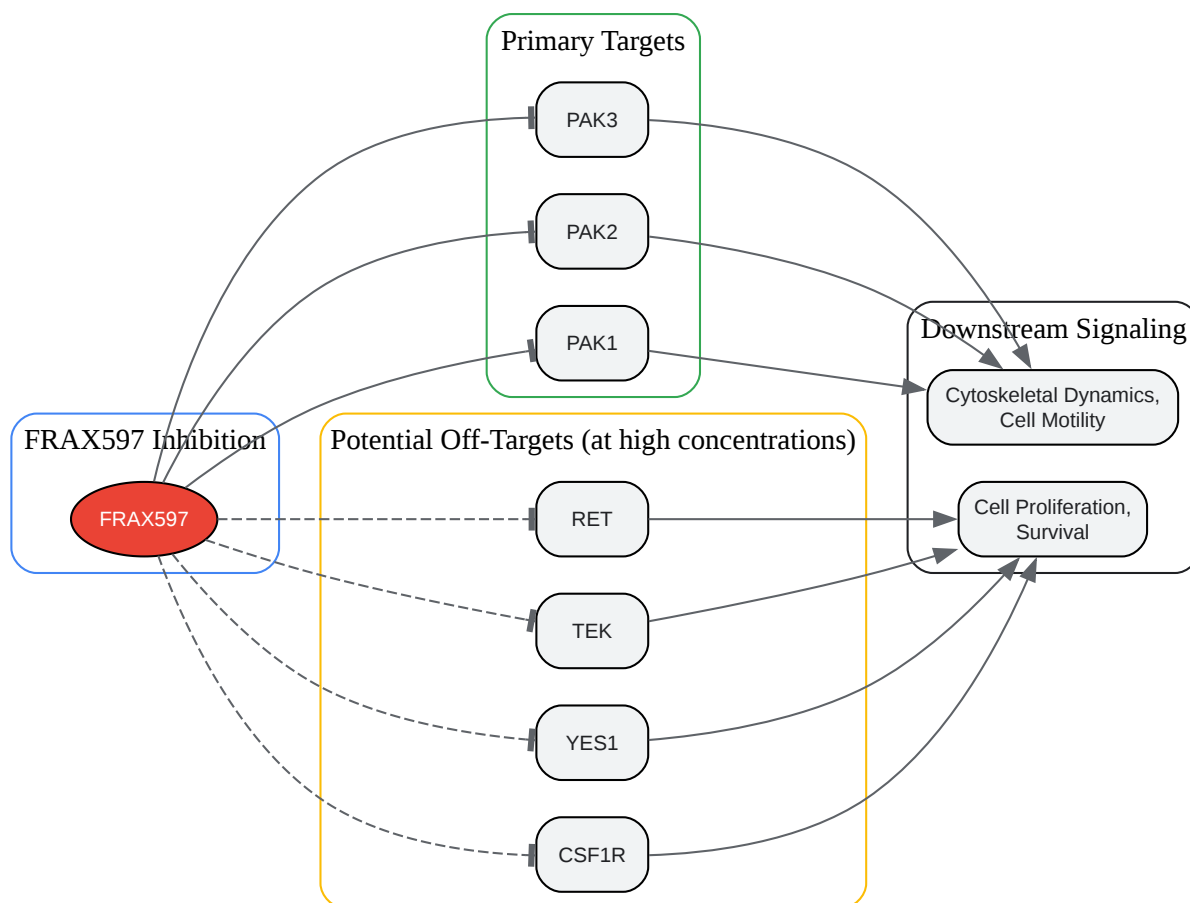 Primary Targets
PAK3
PAK2
PAK1
Downstream Signaling
Cytoskeletal Dynamics,
Cell Motility
Cell Proliferation,
Survival
FRAX597 Inhibition
FRAX597
Potential Off-Targets (at high concentrations)
RET
TEK
YES1
CSF1R